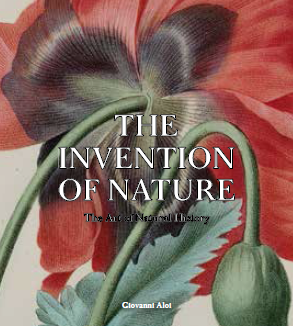 THE
INVENTION
OF NATURE
The Art of Natural History
Giovanni Aloi